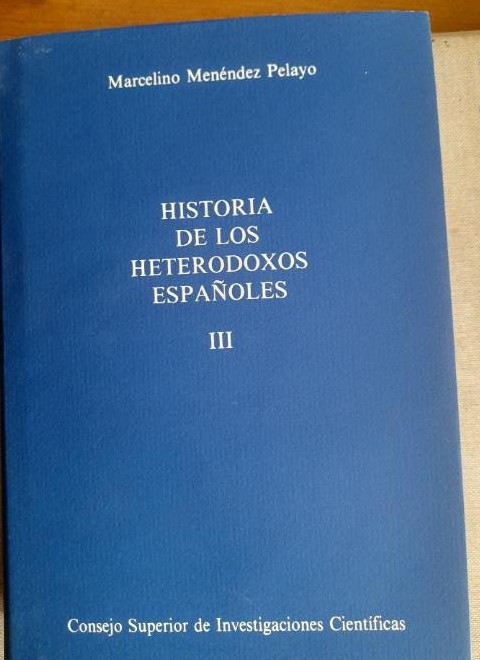 Marcelino Menéndez Pelayo
HISTORIA
DE LOS
HETERODOXOS
ESPAÑOLES
III
Consejo Superior de Investigaciones Científicas